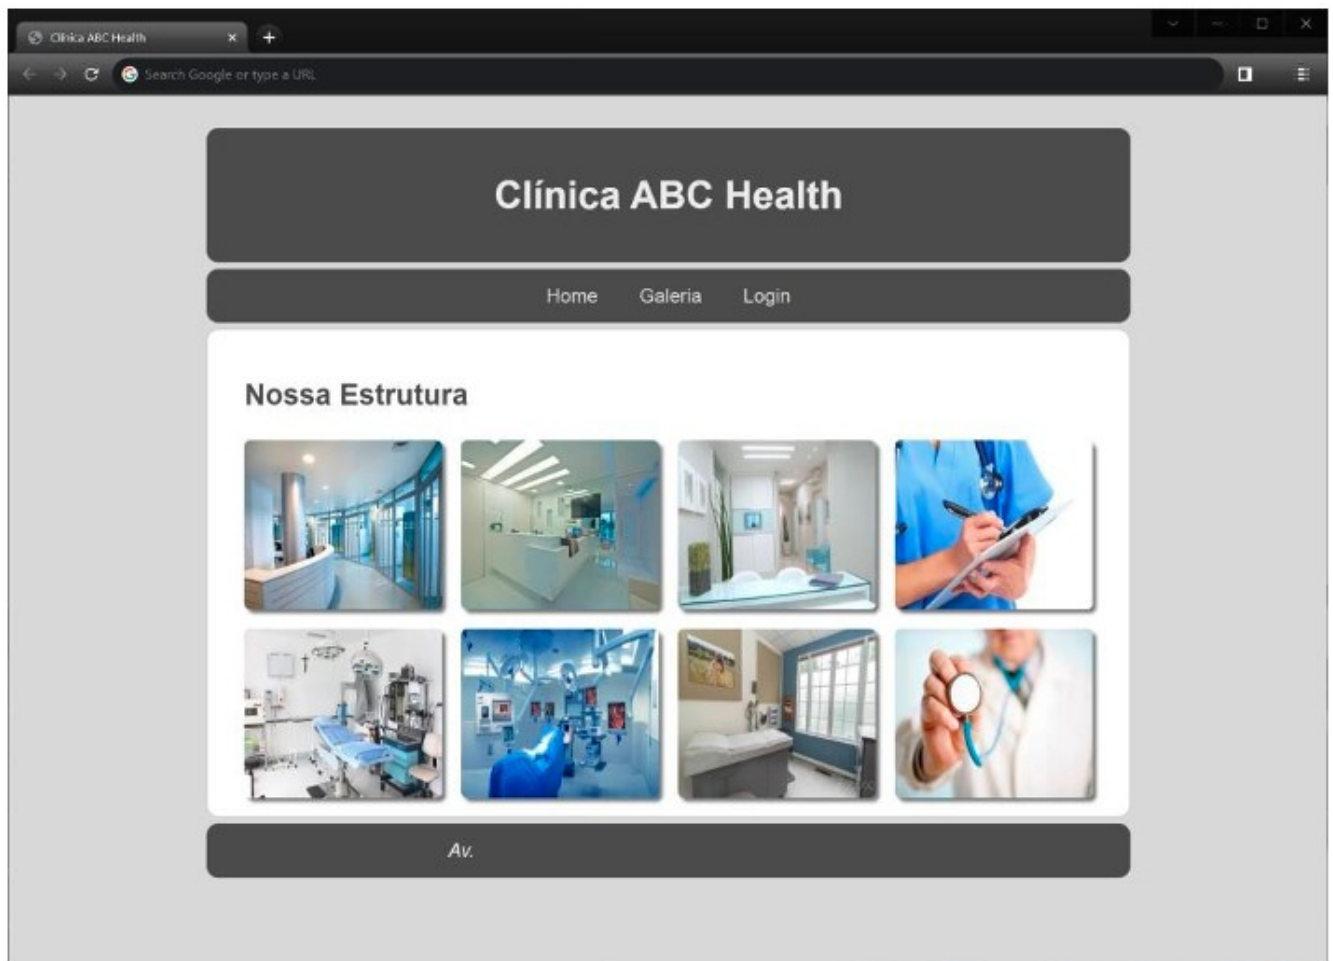 Clínica ABC Health
Search Google or type a URL
Clínica ABC Health
Home Galeria Login
Nossa Estrutura
Av.